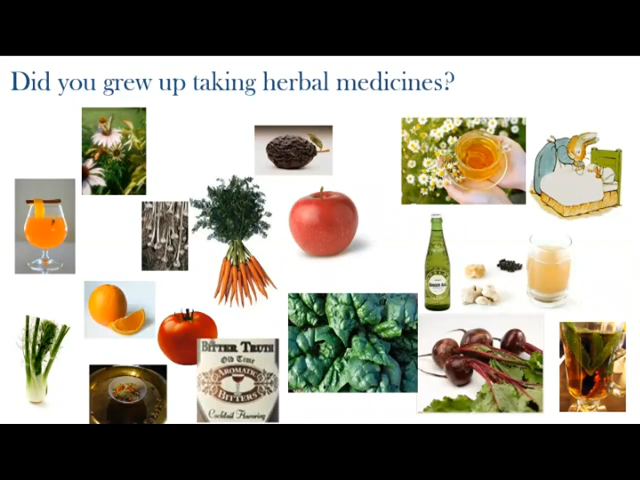 Did you grew up taking herbal medicines?
BITTER TRUTH
Old Time
AROMATIC
BITTERS
Cocktail Flavoring